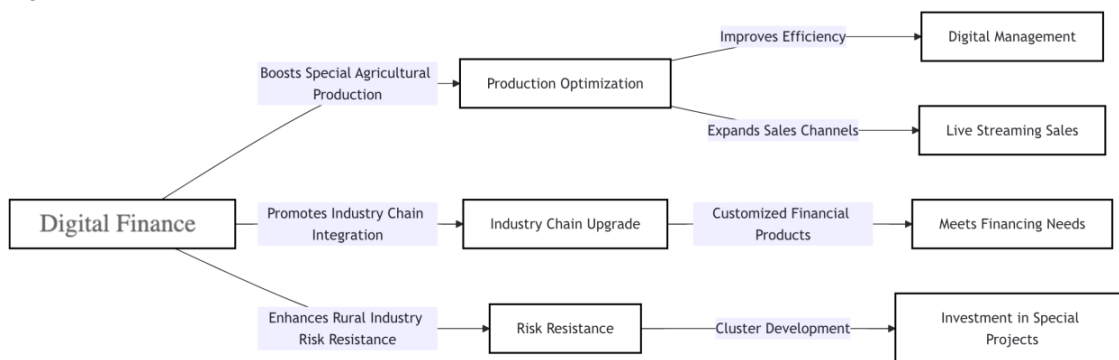 Improves Efficiency
Digital Management
Boosts Special Agricultural
Production
Production Optimization
Expands Sales Channels
Live Streaming Sales
Digital Finance
Promotes Industry Chain
Integration
Industry Chain Upgrade
Customized Financial
Products
Meets Financing Needs
Enhances Rural Industry
Risk Resistance
Risk Resistance
Cluster Development
Investment in Special
Projects